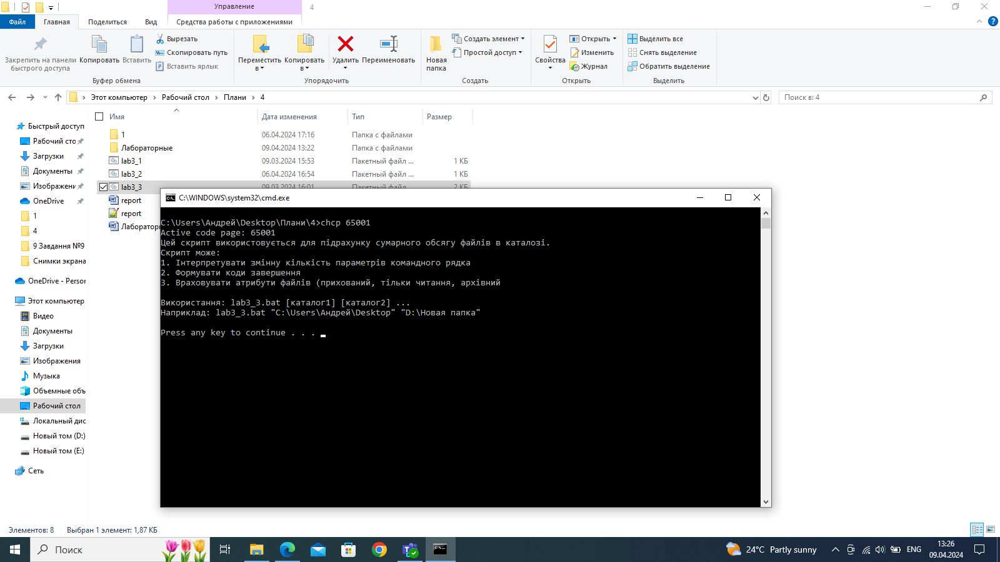 Управление
4
Файл
Главная
Поделиться
Вид
Средства работы с приложениями
Закрепить на панели быстрого доступа
Копировать
Вставить
Вырезать
Скопировать путь
Вставить ярлык
Буфер обмена
Переместить в
Копировать в
Удалить
Переименовать
Упорядочить
Новая папка
Создать элемент
Простой доступ
Создать
Свойства
Открыть
Изменить
Журнал
Открыть
Выделить все
Снять выделение
Обратить выделение
Выделить
Этот компьютер > Рабочий стол > Плани > 4
Поиск в: 4
Имя Дата изменения Тип Размер
1 06.04.2024 17:16 Папка с файлами
Лабораторные 09.04.2024 13:22 Папка с файлами
lab3_1 09.03.2024 15:53 Пакетный файл ... 1 КБ
lab3_2 06.04.2024 16:54 Пакетный файл ... 1 КБ
lab3_3 09.03.2024 16:01 Пакетный файл 2 КБ
report
report
Лаборатор
Быстрый доступ
Рабочий сто
Загрузки
Документы
Изображени
OneDrive
1
4
9 Завдання №9
Снимки экрана
OneDrive - Person
Этот компьютер
Видео
Документы
Загрузки
Изображения
Музыка
Объемные объ
Рабочий стол
Локальный дис
Новый том (D:)
Новый том (E:)
Сеть
C:\WINDOWS\system32\cmd.exe
C:\Users\Андрей\Desktop\Плани\4>chcp 65001
Active code page: 65001
Цей скрипт використовується для підрахунку сумарного обсягу файлів в каталозі.
Скрипт може:
1. Інтерпретувати змінну кількість параметрів командного рядка
2. Формувати коди завершення
3. Враховувати атрибути файлів (прихований, тільки читання, архівний
Використання: lab3_3.bat [каталог1] [каталог2] ...
Наприклад: lab3_3.bat "C:\Users\Андрей\Desktop" "D:\Новая папка"
Press any key to continue . . .
Элементов: 8 Выбран 1 элемент: 1,87 КБ
Поиск
24°C Partly sunny
ENG
13:26
09.04.2024